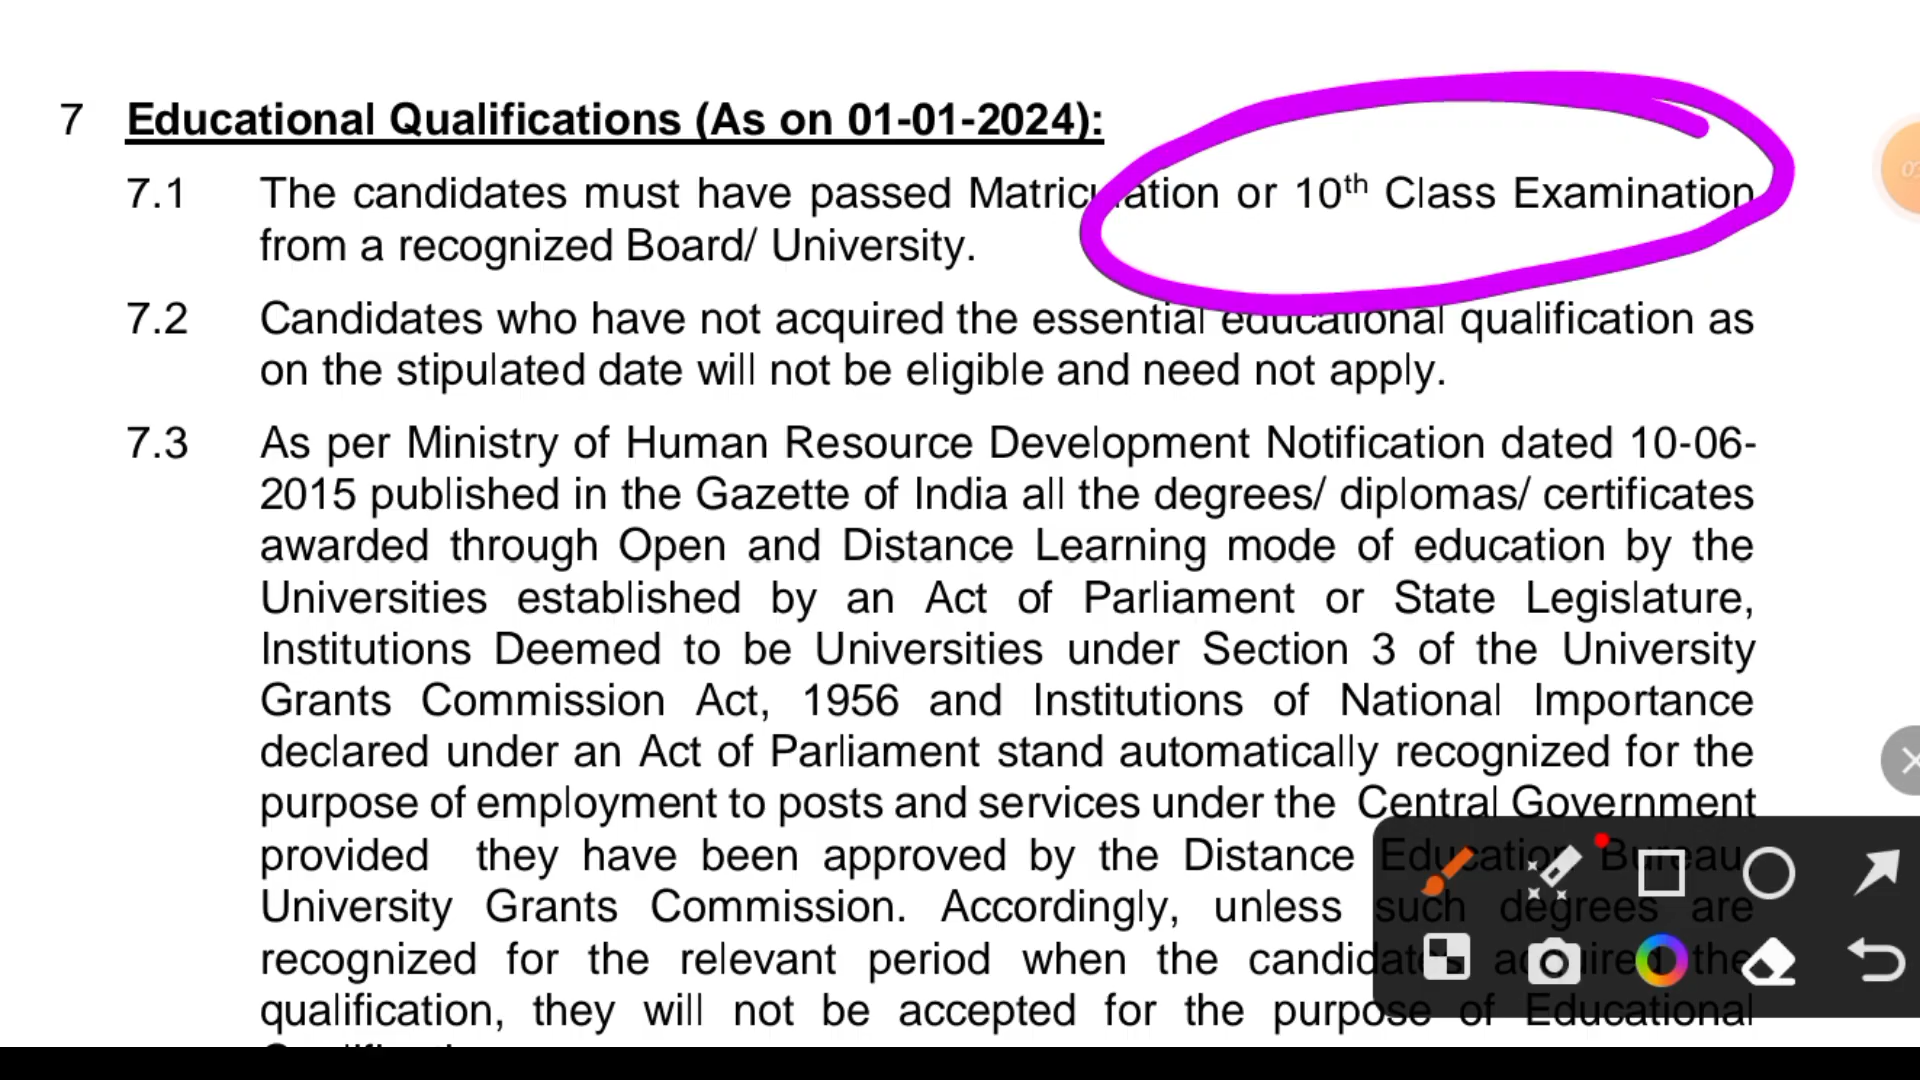 7 Educational Qualifications (As on 01-01-2024):
7.1 The candidates must have passed Matriculation or 10th Class Examination
from a recognized Board/ University.
7.2 Candidates who have not acquired the essential educational qualification as
on the stipulated date will not be eligible and need not apply.
7.3 As per Ministry of Human Resource Development Notification dated 10-06-
2015 published in the Gazette of India all the degrees/ diplomas/ certificates
awarded through Open and Distance Learning mode of education by the
Universities established by an Act of Parliament or State Legislature,
Institutions Deemed to be Universities under Section 3 of the University
Grants Commission Act, 1956 and Institutions of National Importance
declared under an Act of Parliament stand automatically recognized for the
purpose of employment to posts and services under the Central Government
provided they have been approved by the Distance Education Bureau,
University Grants Commission. Accordingly, unless such degrees are
recognized for the relevant period when the candidates acquired the
qualification, they will not be accepted for the purpose of Educational